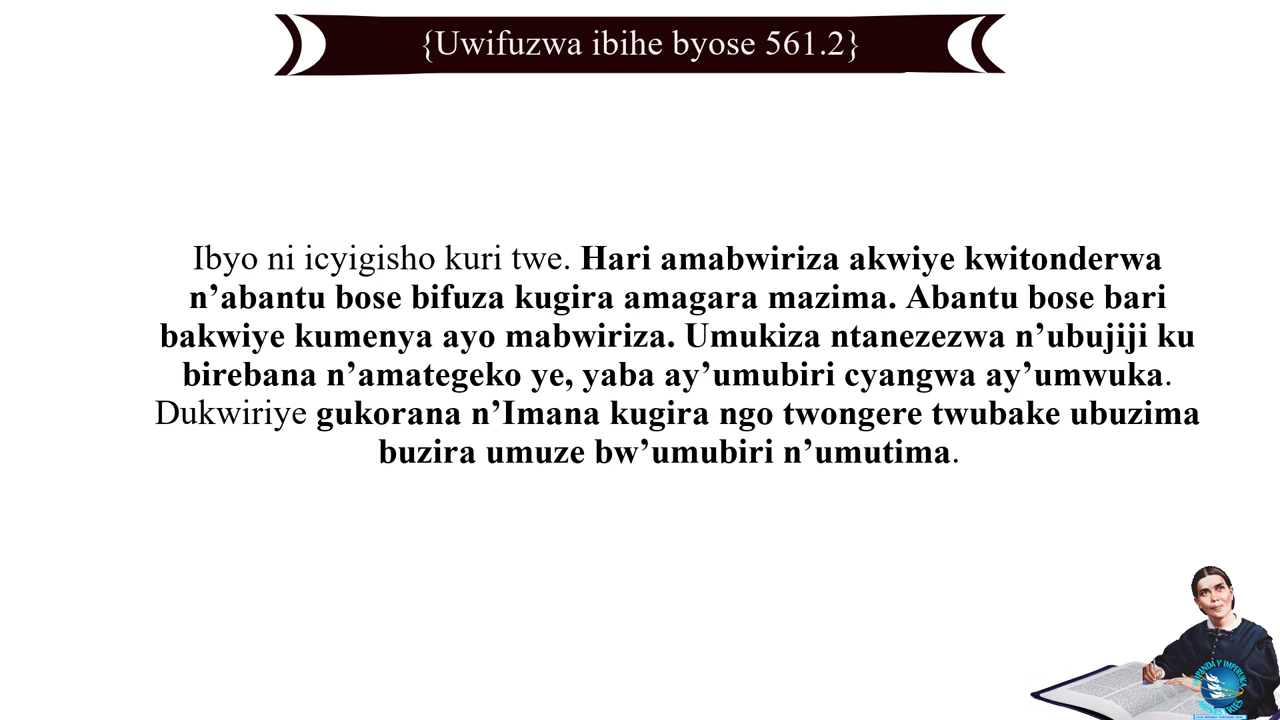 {Uwifuzwa ibihe byose 561.2}
Ibyo ni icyigisho kuri twe. Hari amabwiriza akwiye kwitonderwa
n’abantu bose bifuza kugira amagara mazima. Abantu bose bari
bakwiye kumenya ayo mabwiriza. Umukiza ntanezezwa n’ubujiji ku
birebana n’amategeko ye, yaba ay’umubiri cyangwa ay’umwuka.
Dukwiriye gukorana n’Imana kugira ngo twongere twubake ubuzima
buzira umuze bw’umubiri n’umutima.